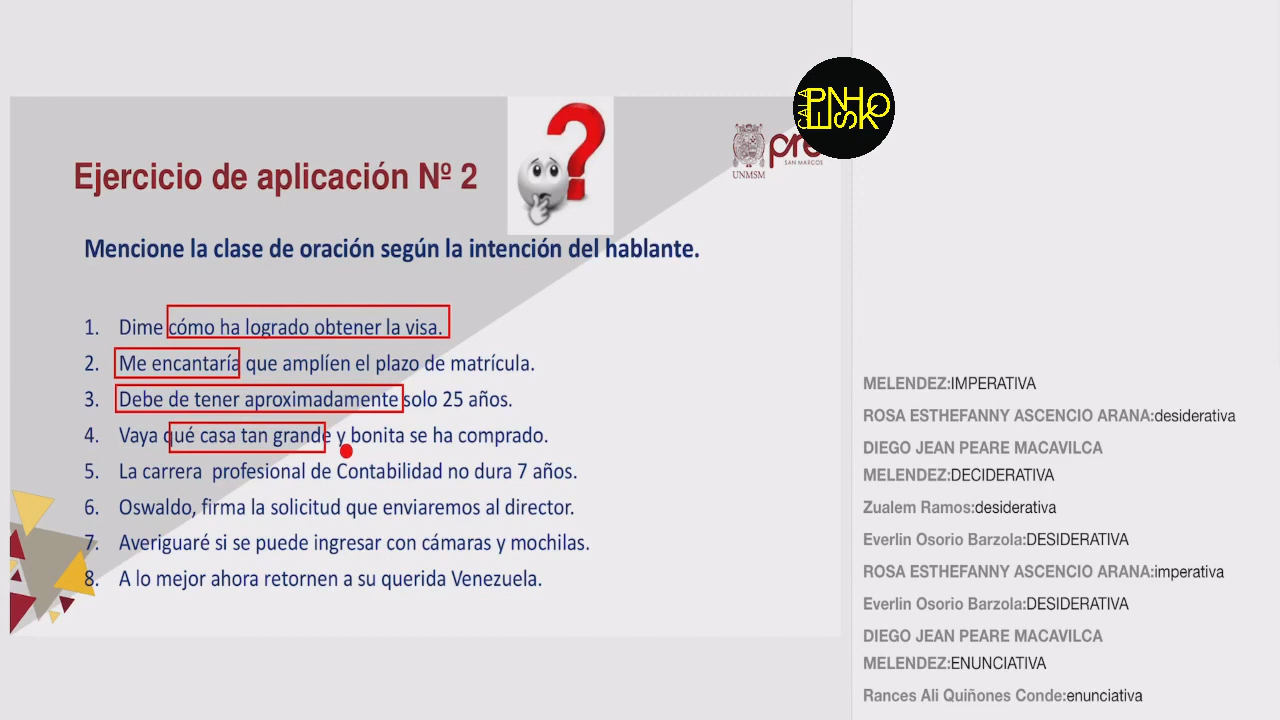 CALA
PNHO
ESK
pre
SAN MARCOS
UNMSM
Ejercicio de aplicación Nº 2
Mencione la clase de oración según la intención del hablante.
1. Dime cómo ha logrado obtener la visa.
2. Me encantaría que amplíen el plazo de matrícula.
3. Debe de tener aproximadamente solo 25 años.
4. Vaya qué casa tan grande y bonita se ha comprado.
5. La carrera profesional de Contabilidad no dura 7 años.
6. Oswaldo, firma la solicitud que enviaremos al director.
7. Averiguaré si se puede ingresar con cámaras y mochilas.
8. A lo mejor ahora retornen a su querida Venezuela.
MELENDEZ:IMPERATIVA
ROSA ESTHEFANNY ASCENCIO ARANA:desiderativa
DIEGO JEAN PEARE MACAVILCA
MELENDEZ:DECIDERATIVA
Zualem Ramos:desiderativa
Everlin Osorio Barzola:DESIDERATIVA
ROSA ESTHEFANNY ASCENCIO ARANA:imperativa
Everlin Osorio Barzola:DESIDERATIVA
DIEGO JEAN PEARE MACAVILCA
MELENDEZ:ENUNCIATIVA
Rances Ali Quiñones Conde:enunciativa